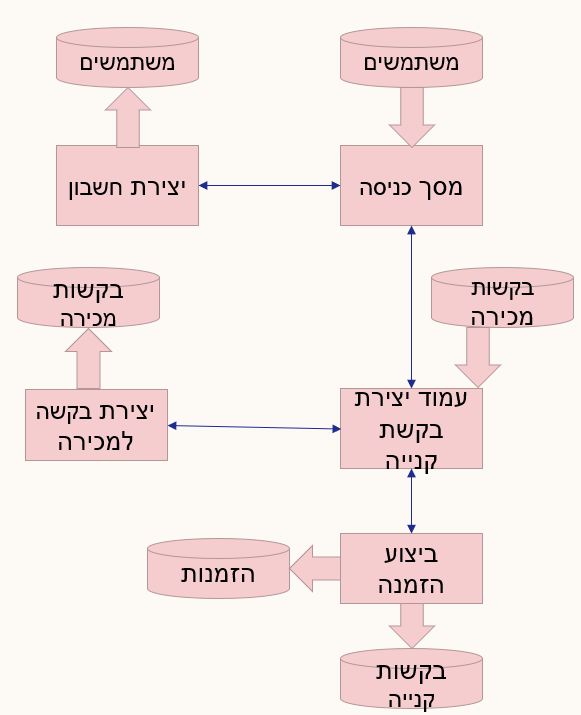 משתמשים
משתמשים
מסך כניסה
יצירת חשבון
בקשות
מכירה
בקשות
מכירה
עמוד יצירת
בקשת
קנייה
יצירת בקשה
למכירה
ביצוע
הזמנה
הזמנות
בקשות
קנייה